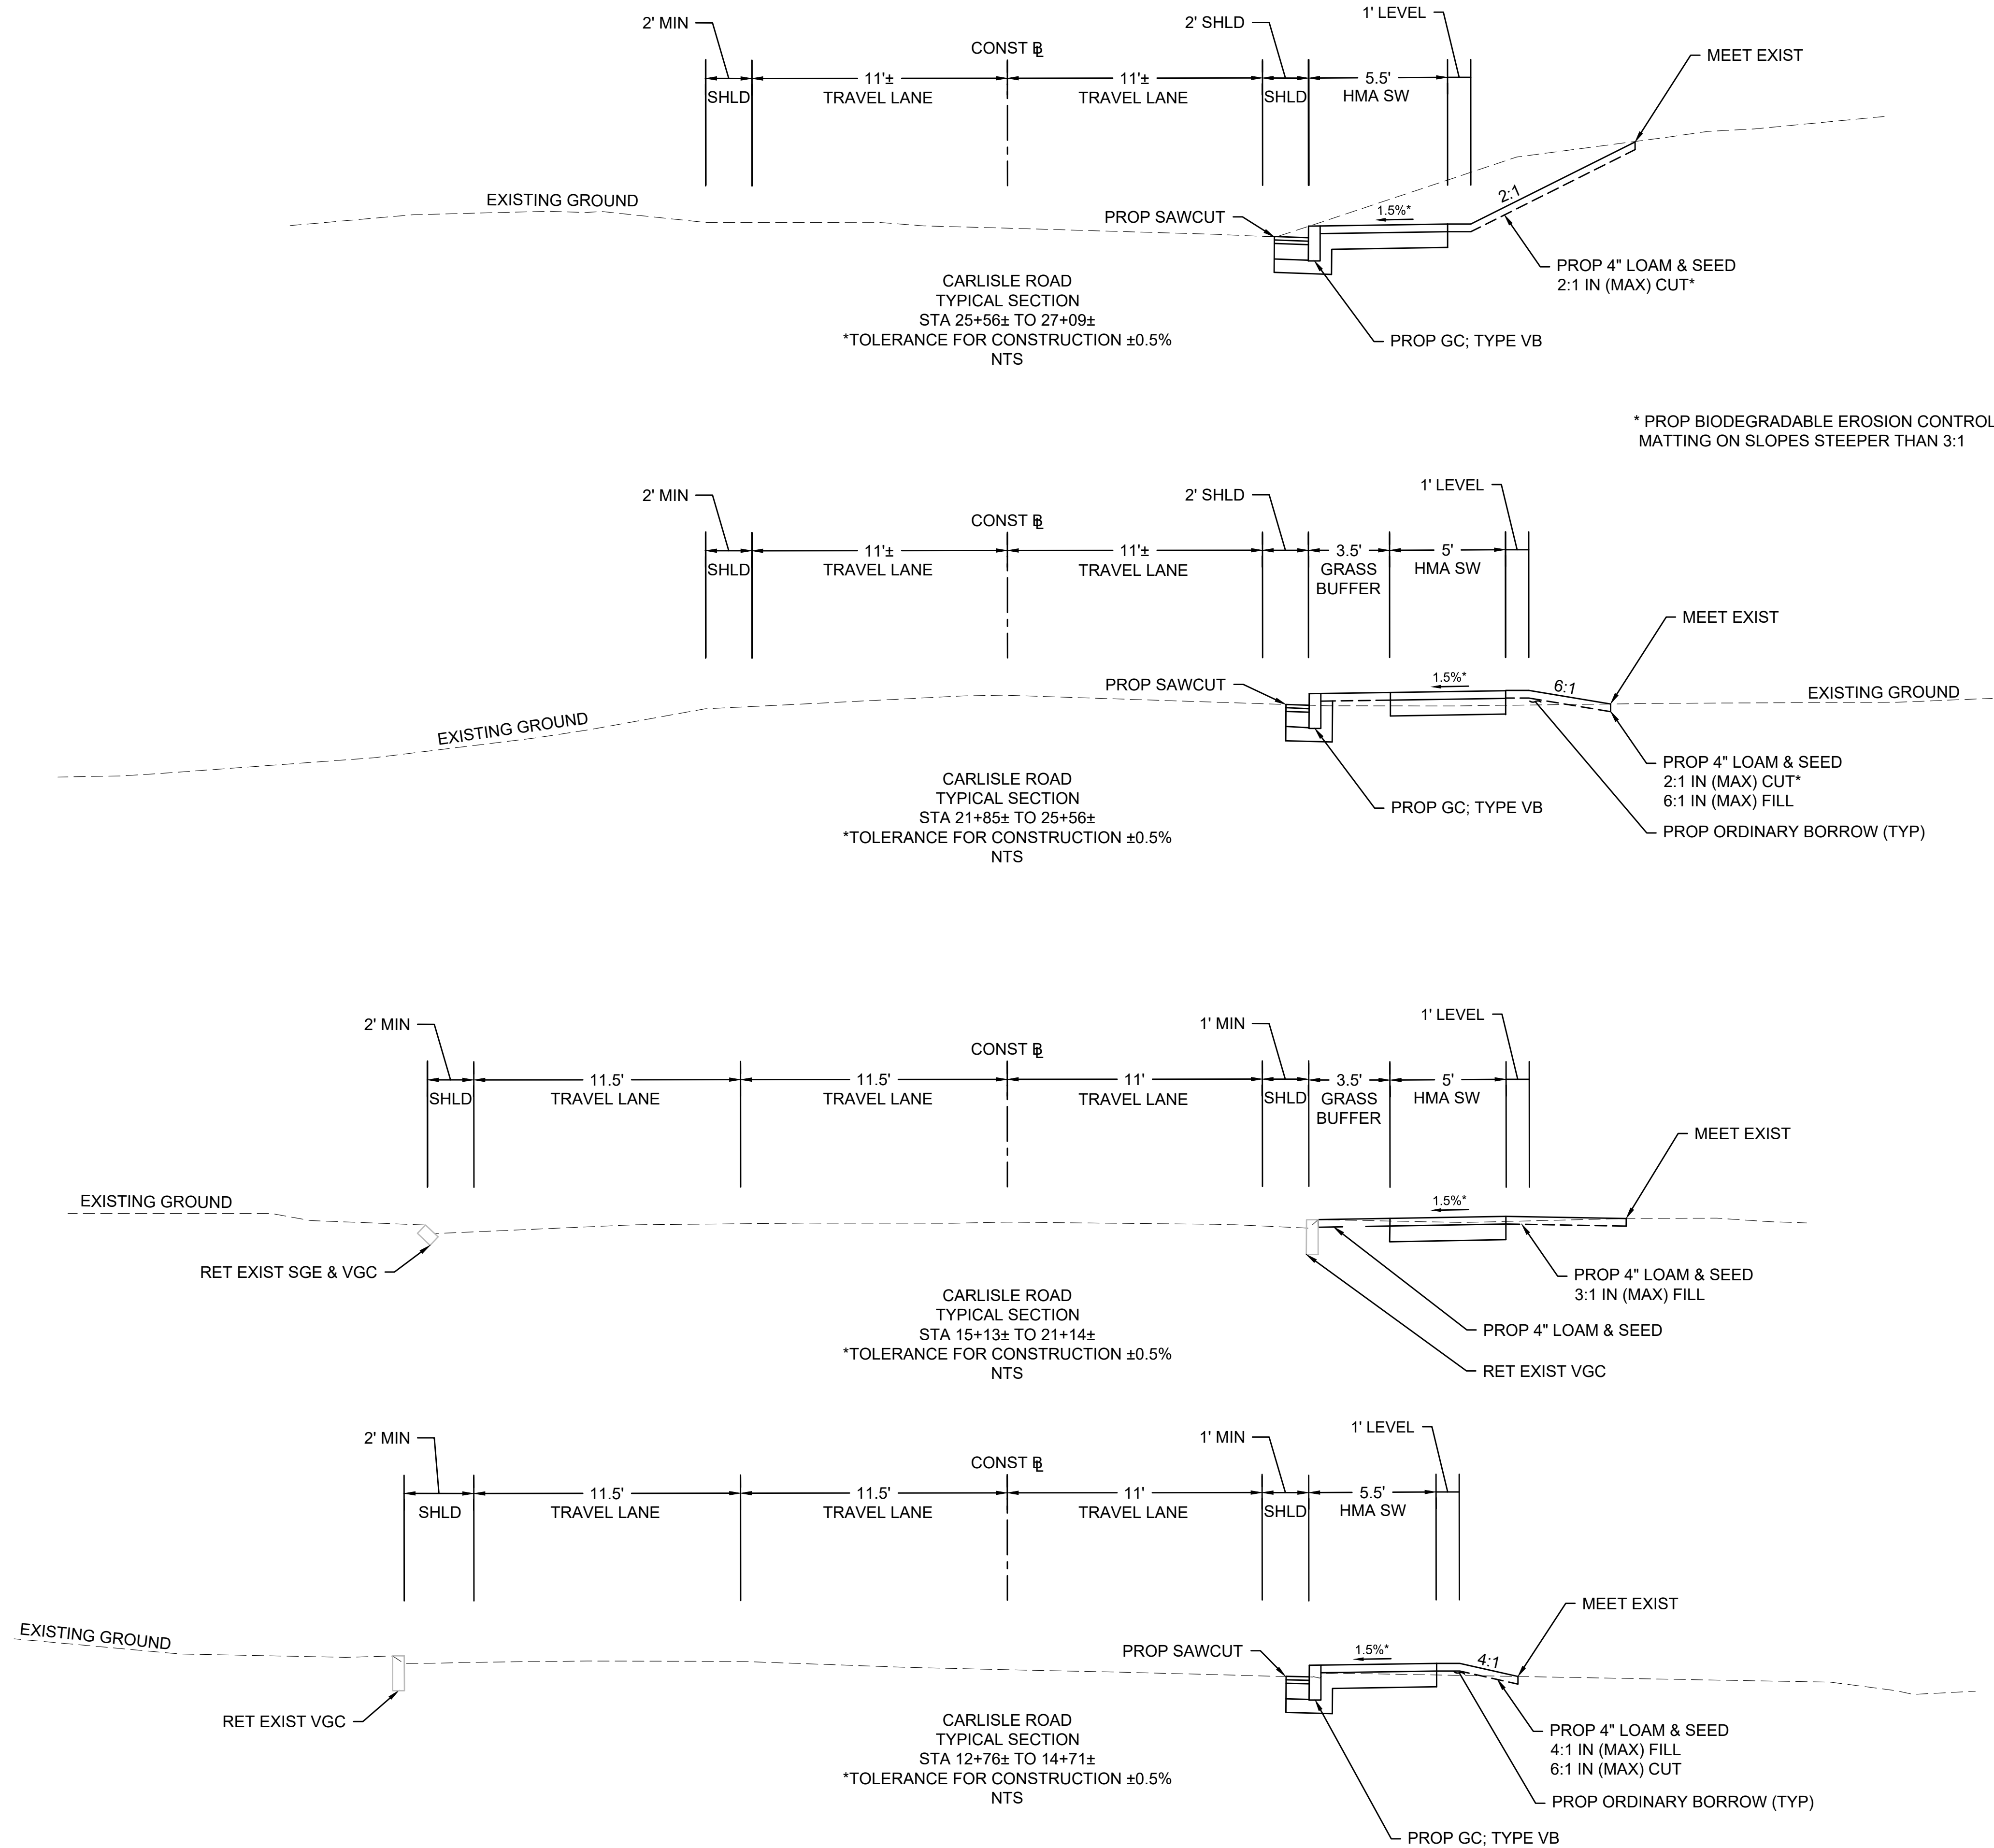 2' MIN
2' SHLD
1' LEVEL
CONST BL
MEET EXIST
11'±
11'±
5.5'
SHLD
TRAVEL LANE
TRAVEL LANE
SHLD
HMA SW
EXISTING GROUND
2:1
1.5%*
PROP SAWCUT
PROP 4" LOAM & SEED
2:1 IN (MAX) CUT*
CARLISLE ROAD
TYPICAL SECTION
STA 25+56± TO 27+09±
*TOLERANCE FOR CONSTRUCTION ±0.5%
NTS
PROP GC; TYPE VB
* PROP BIODEGRADABLE EROSION CONTROL
MATTING ON SLOPES STEEPER THAN 3:1
2' MIN
2' SHLD
1' LEVEL
CONST BL
11'±
11'±
3.5'
5'
SHLD
TRAVEL LANE
TRAVEL LANE
SHLD
GRASS
BUFFER
HMA SW
MEET EXIST
PROP SAWCUT
1.5%*
6:1
EXISTING GROUND
EXISTING GROUND
PROP 4" LOAM & SEED
2:1 IN (MAX) CUT*
6:1 IN (MAX) FILL
CARLISLE ROAD
TYPICAL SECTION
STA 21+85± TO 25+56±
*TOLERANCE FOR CONSTRUCTION ±0.5%
NTS
PROP GC; TYPE VB
PROP ORDINARY BORROW (TYP)
2' MIN
1' MIN
1' LEVEL
CONST BL
11.5'
11.5'
11'
3.5'
5'
SHLD
TRAVEL LANE
TRAVEL LANE
TRAVEL LANE
SHLD
GRASS
BUFFER
HMA SW
MEET EXIST
EXISTING GROUND
1.5%*
RET EXIST SGE & VGC
PROP 4" LOAM & SEED
3:1 IN (MAX) FILL
CARLISLE ROAD
TYPICAL SECTION
STA 15+13± TO 21+14±
*TOLERANCE FOR CONSTRUCTION ±0.5%
NTS
PROP 4" LOAM & SEED
RET EXIST VGC
2' MIN
1' MIN
1' LEVEL
CONST BL
11.5'
11.5'
11'
5.5'
SHLD
TRAVEL LANE
TRAVEL LANE
TRAVEL LANE
SHLD
HMA SW
MEET EXIST
EXISTING GROUND
PROP SAWCUT
1.5%*
4:1
RET EXIST VGC
CARLISLE ROAD
TYPICAL SECTION
STA 12+76± TO 14+71±
*TOLERANCE FOR CONSTRUCTION ±0.5%
NTS
PROP 4" LOAM & SEED
4:1 IN (MAX) FILL
6:1 IN (MAX) CUT
PROP ORDINARY BORROW (TYP)
PROP GC; TYPE VB